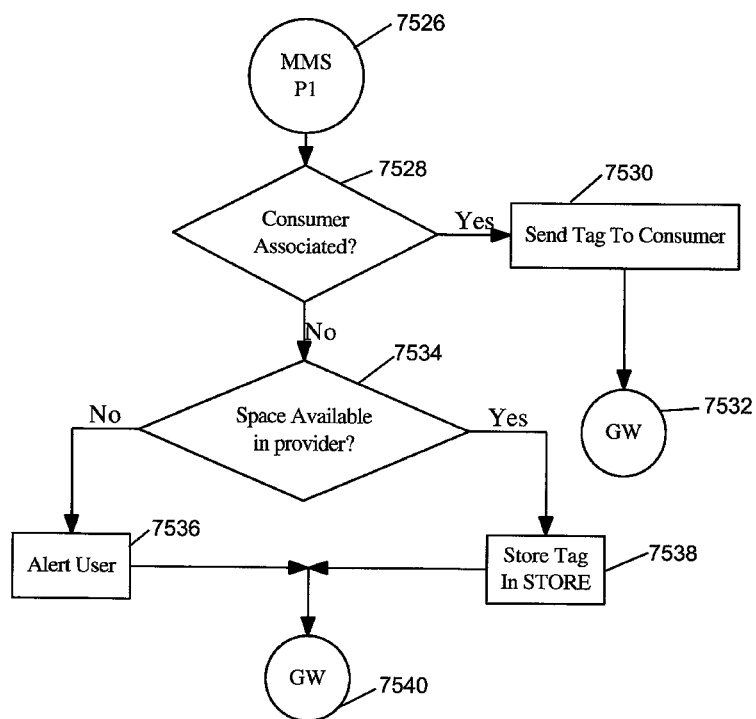 7526
MMS
P1
7528
7530
Consumer
Associated?
Yes
Send Tag To Consumer
No
7534
7532
GW
No
Space Available
in provider?
Yes
7536
Alert User
Store Tag
In STORE
7538
GW
7540